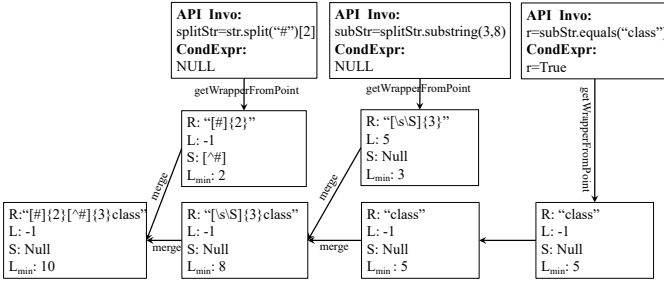 API Invo:
splitStr=str.split(“#”)[2]
CondExpr:
NULL
API Invo:
subStr=splitStr.substring(3,8)
CondExpr:
NULL
API Invo:
r=subStr.equals(“class”)
CondExpr:
r=True
getWrapperFromPoint
getWrapperFromPoint
getWrapperFromPoint
R: “[#]{2}”
L: -1
S: [^#]
Lmin: 2
R: “[\s\S]{3}”
L: 5
S: Null
Lmin: 3
merge
merge
R:“[#]{2}[^#]{3}class”
L: -1
S: Null
Lmin: 10
merge
R: “[\s\S]{3}class”
L: -1
S: Null
Lmin: 8
merge
R: “class”
L: -1
S: Null
Lmin: 5
R: “class”
L: -1
S: Null
Lmin: 5